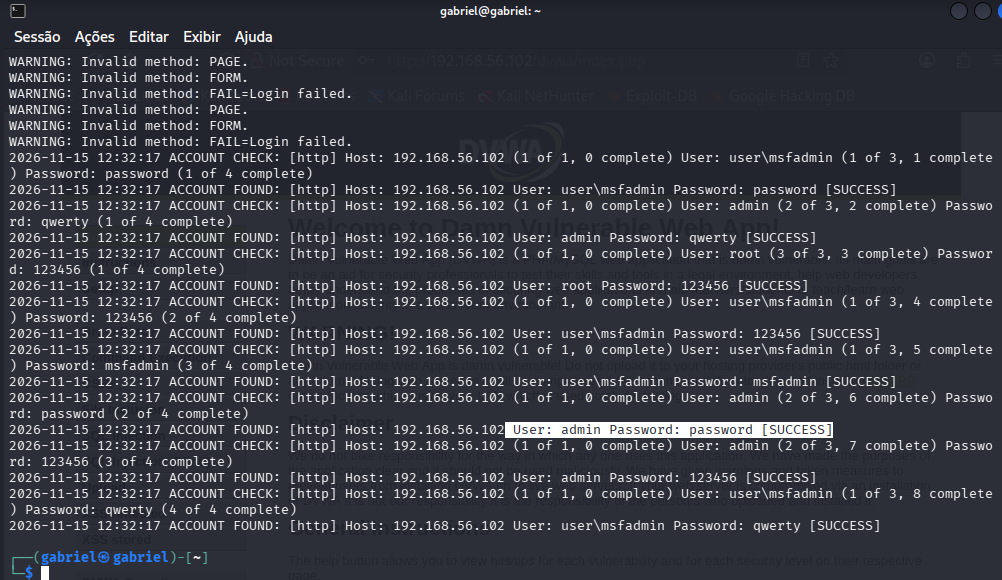 gabriel@gabriel: ~
Sessão Ações Editar Exibir Ajuda
WARNING: Invalid method: PAGE.
WARNING: Invalid method: FORM.
WARNING: Invalid method: FAIL=Login failed.
WARNING: Invalid method: PAGE.
WARNING: Invalid method: FORM.
WARNING: Invalid method: FAIL=Login failed.
2026-11-15 12:32:17 ACCOUNT CHECK: [http] Host: 192.168.56.102 (1 of 1, 0 complete) User: user\msfadmin (1 of 3, 1 complete
) Password: password (1 of 4 complete)
2026-11-15 12:32:17 ACCOUNT FOUND: [http] Host: 192.168.56.102 User: user\msfadmin Password: password [SUCCESS]
2026-11-15 12:32:17 ACCOUNT CHECK: [http] Host: 192.168.56.102 (1 of 1, 0 complete) User: admin (2 of 3, 2 complete) Passwo
rd: qwerty (1 of 4 complete)
2026-11-15 12:32:17 ACCOUNT FOUND: [http] Host: 192.168.56.102 User: admin Password: qwerty [SUCCESS]
2026-11-15 12:32:17 ACCOUNT CHECK: [http] Host: 192.168.56.102 (1 of 1, 0 complete) User: root (3 of 3, 3 complete) Passwor
d: 123456 (1 of 4 complete)
2026-11-15 12:32:17 ACCOUNT FOUND: [http] Host: 192.168.56.102 User: root Password: 123456 [SUCCESS]
2026-11-15 12:32:17 ACCOUNT CHECK: [http] Host: 192.168.56.102 (1 of 1, 0 complete) User: user\msfadmin (1 of 3, 4 complete
) Password: 123456 (2 of 4 complete)
2026-11-15 12:32:17 ACCOUNT FOUND: [http] Host: 192.168.56.102 User: user\msfadmin Password: 123456 [SUCCESS]
2026-11-15 12:32:17 ACCOUNT CHECK: [http] Host: 192.168.56.102 (1 of 1, 0 complete) User: user\msfadmin (1 of 3, 5 complete
) Password: msfadmin (3 of 4 complete)
2026-11-15 12:32:17 ACCOUNT FOUND: [http] Host: 192.168.56.102 User: user\msfadmin Password: msfadmin [SUCCESS]
2026-11-15 12:32:17 ACCOUNT CHECK: [http] Host: 192.168.56.102 (1 of 1, 0 complete) User: admin (2 of 3, 6 complete) Passwo
rd: password (2 of 4 complete)
2026-11-15 12:32:17 ACCOUNT FOUND: [http] Host: 192.168.56.102 User: admin Password: password [SUCCESS]
2026-11-15 12:32:17 ACCOUNT CHECK: [http] Host: 192.168.56.102 (1 of 1, 0 complete) User: admin (2 of 3, 7 complete) Passwo
rd: 123456 (3 of 4 complete)
2026-11-15 12:32:17 ACCOUNT FOUND: [http] Host: 192.168.56.102 User: admin Password: 123456 [SUCCESS]
2026-11-15 12:32:17 ACCOUNT CHECK: [http] Host: 192.168.56.102 (1 of 1, 0 complete) User: user\msfadmin (1 of 3, 8 complete
) Password: qwerty (4 of 4 complete)
2026-11-15 12:32:17 ACCOUNT FOUND: [http] Host: 192.168.56.102 User: user\msfadmin Password: qwerty [SUCCESS]
┌──(gabriel㉿gabriel)-[~]
└─$